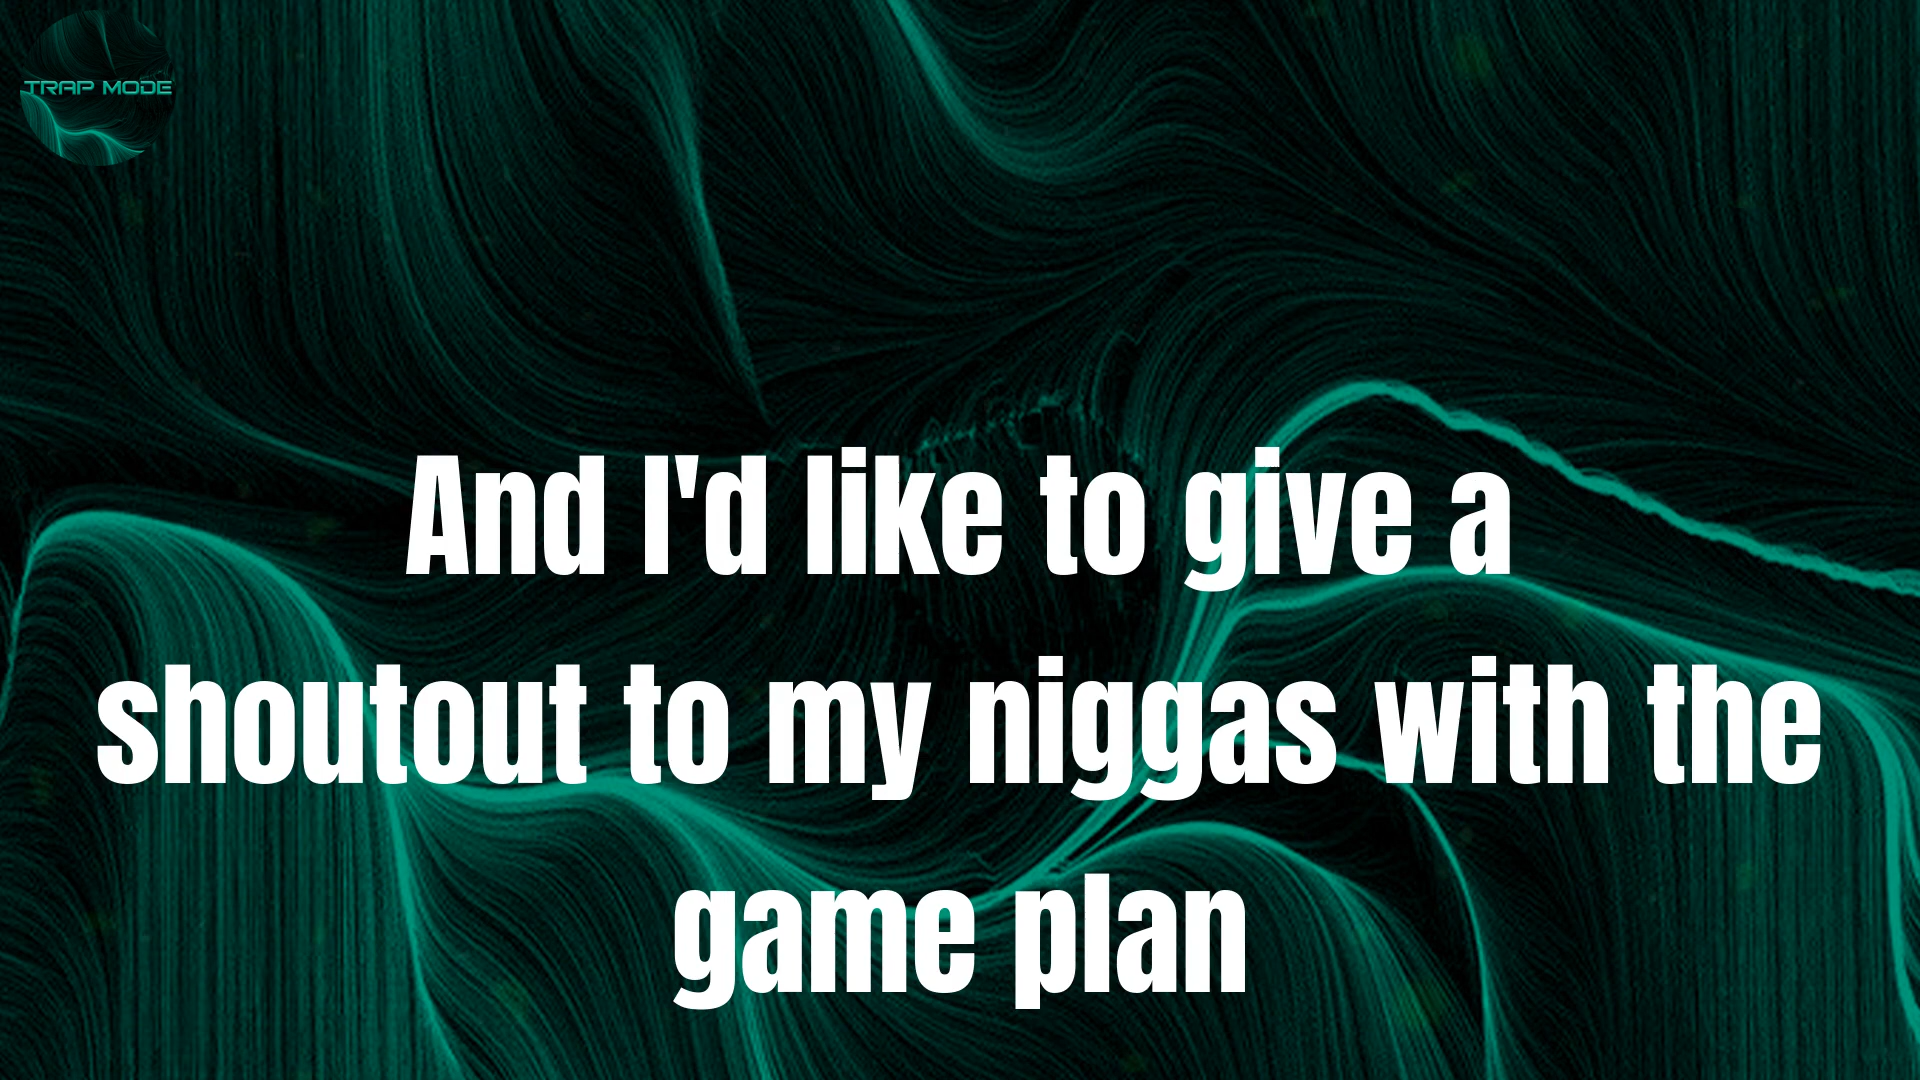 TRAP MODE
And I'd like to give a
shoutout to my niggas with the
game plan